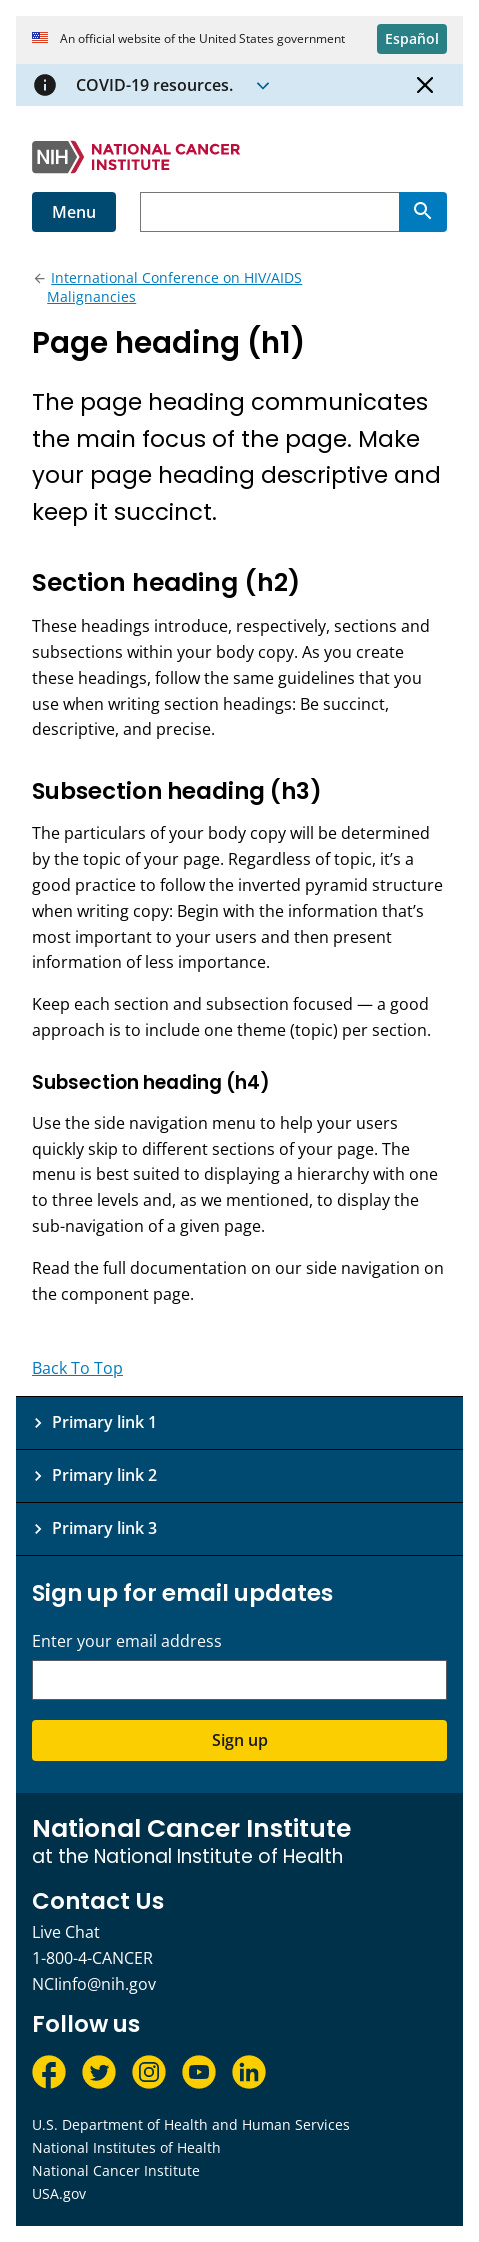 An official website of the United States government
Español
COVID-19 resources.
NIH NATIONAL CANCER
INSTITUTE
Menu
International Conference on HIV/AIDS
Malignancies
Page heading (h1)
The page heading communicates
the main focus of the page. Make
your page heading descriptive and
keep it succinct.
Section heading (h2)
These headings introduce, respectively, sections and
subsections within your body copy. As you create
these headings, follow the same guidelines that you
use when writing section headings: Be succinct,
descriptive, and precise.
Subsection heading (h3)
The particulars of your body copy will be determined
by the topic of your page. Regardless of topic, it’s a
good practice to follow the inverted pyramid structure
when writing copy: Begin with the information that’s
most important to your users and then present
information of less importance.
Keep each section and subsection focused — a good
approach is to include one theme (topic) per section.
Subsection heading (h4)
Use the side navigation menu to help your users
quickly skip to different sections of your page. The
menu is best suited to displaying a hierarchy with one
to three levels and, as we mentioned, to display the
sub-navigation of a given page.
Read the full documentation on our side navigation on
the component page.
Back To Top
Primary link 1
Primary link 2
Primary link 3
Sign up for email updates
Enter your email address
Sign up
National Cancer Institute
at the National Institute of Health
Contact Us
Live Chat
1-800-4-CANCER
NCIinfo@nih.gov
Follow us
U.S. Department of Health and Human Services
National Institutes of Health
National Cancer Institute
USA.gov